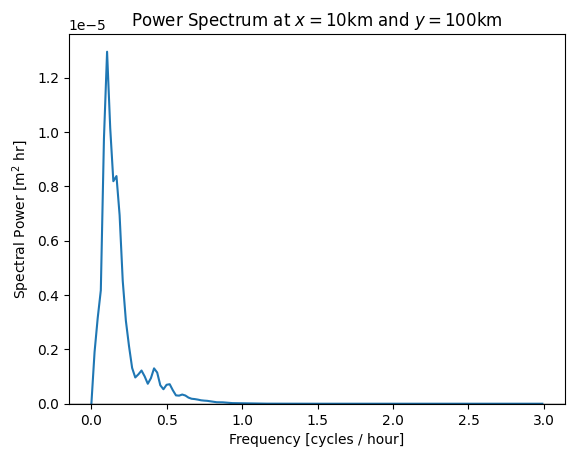 Power Spectrum at x = 10km and y = 100km
1e−5
1.2
1.0
0.8
0.6
0.4
0.2
0.0
Spectral Power [m² hr]
0.0 0.5 1.0 1.5 2.0 2.5 3.0
Frequency [cycles / hour]